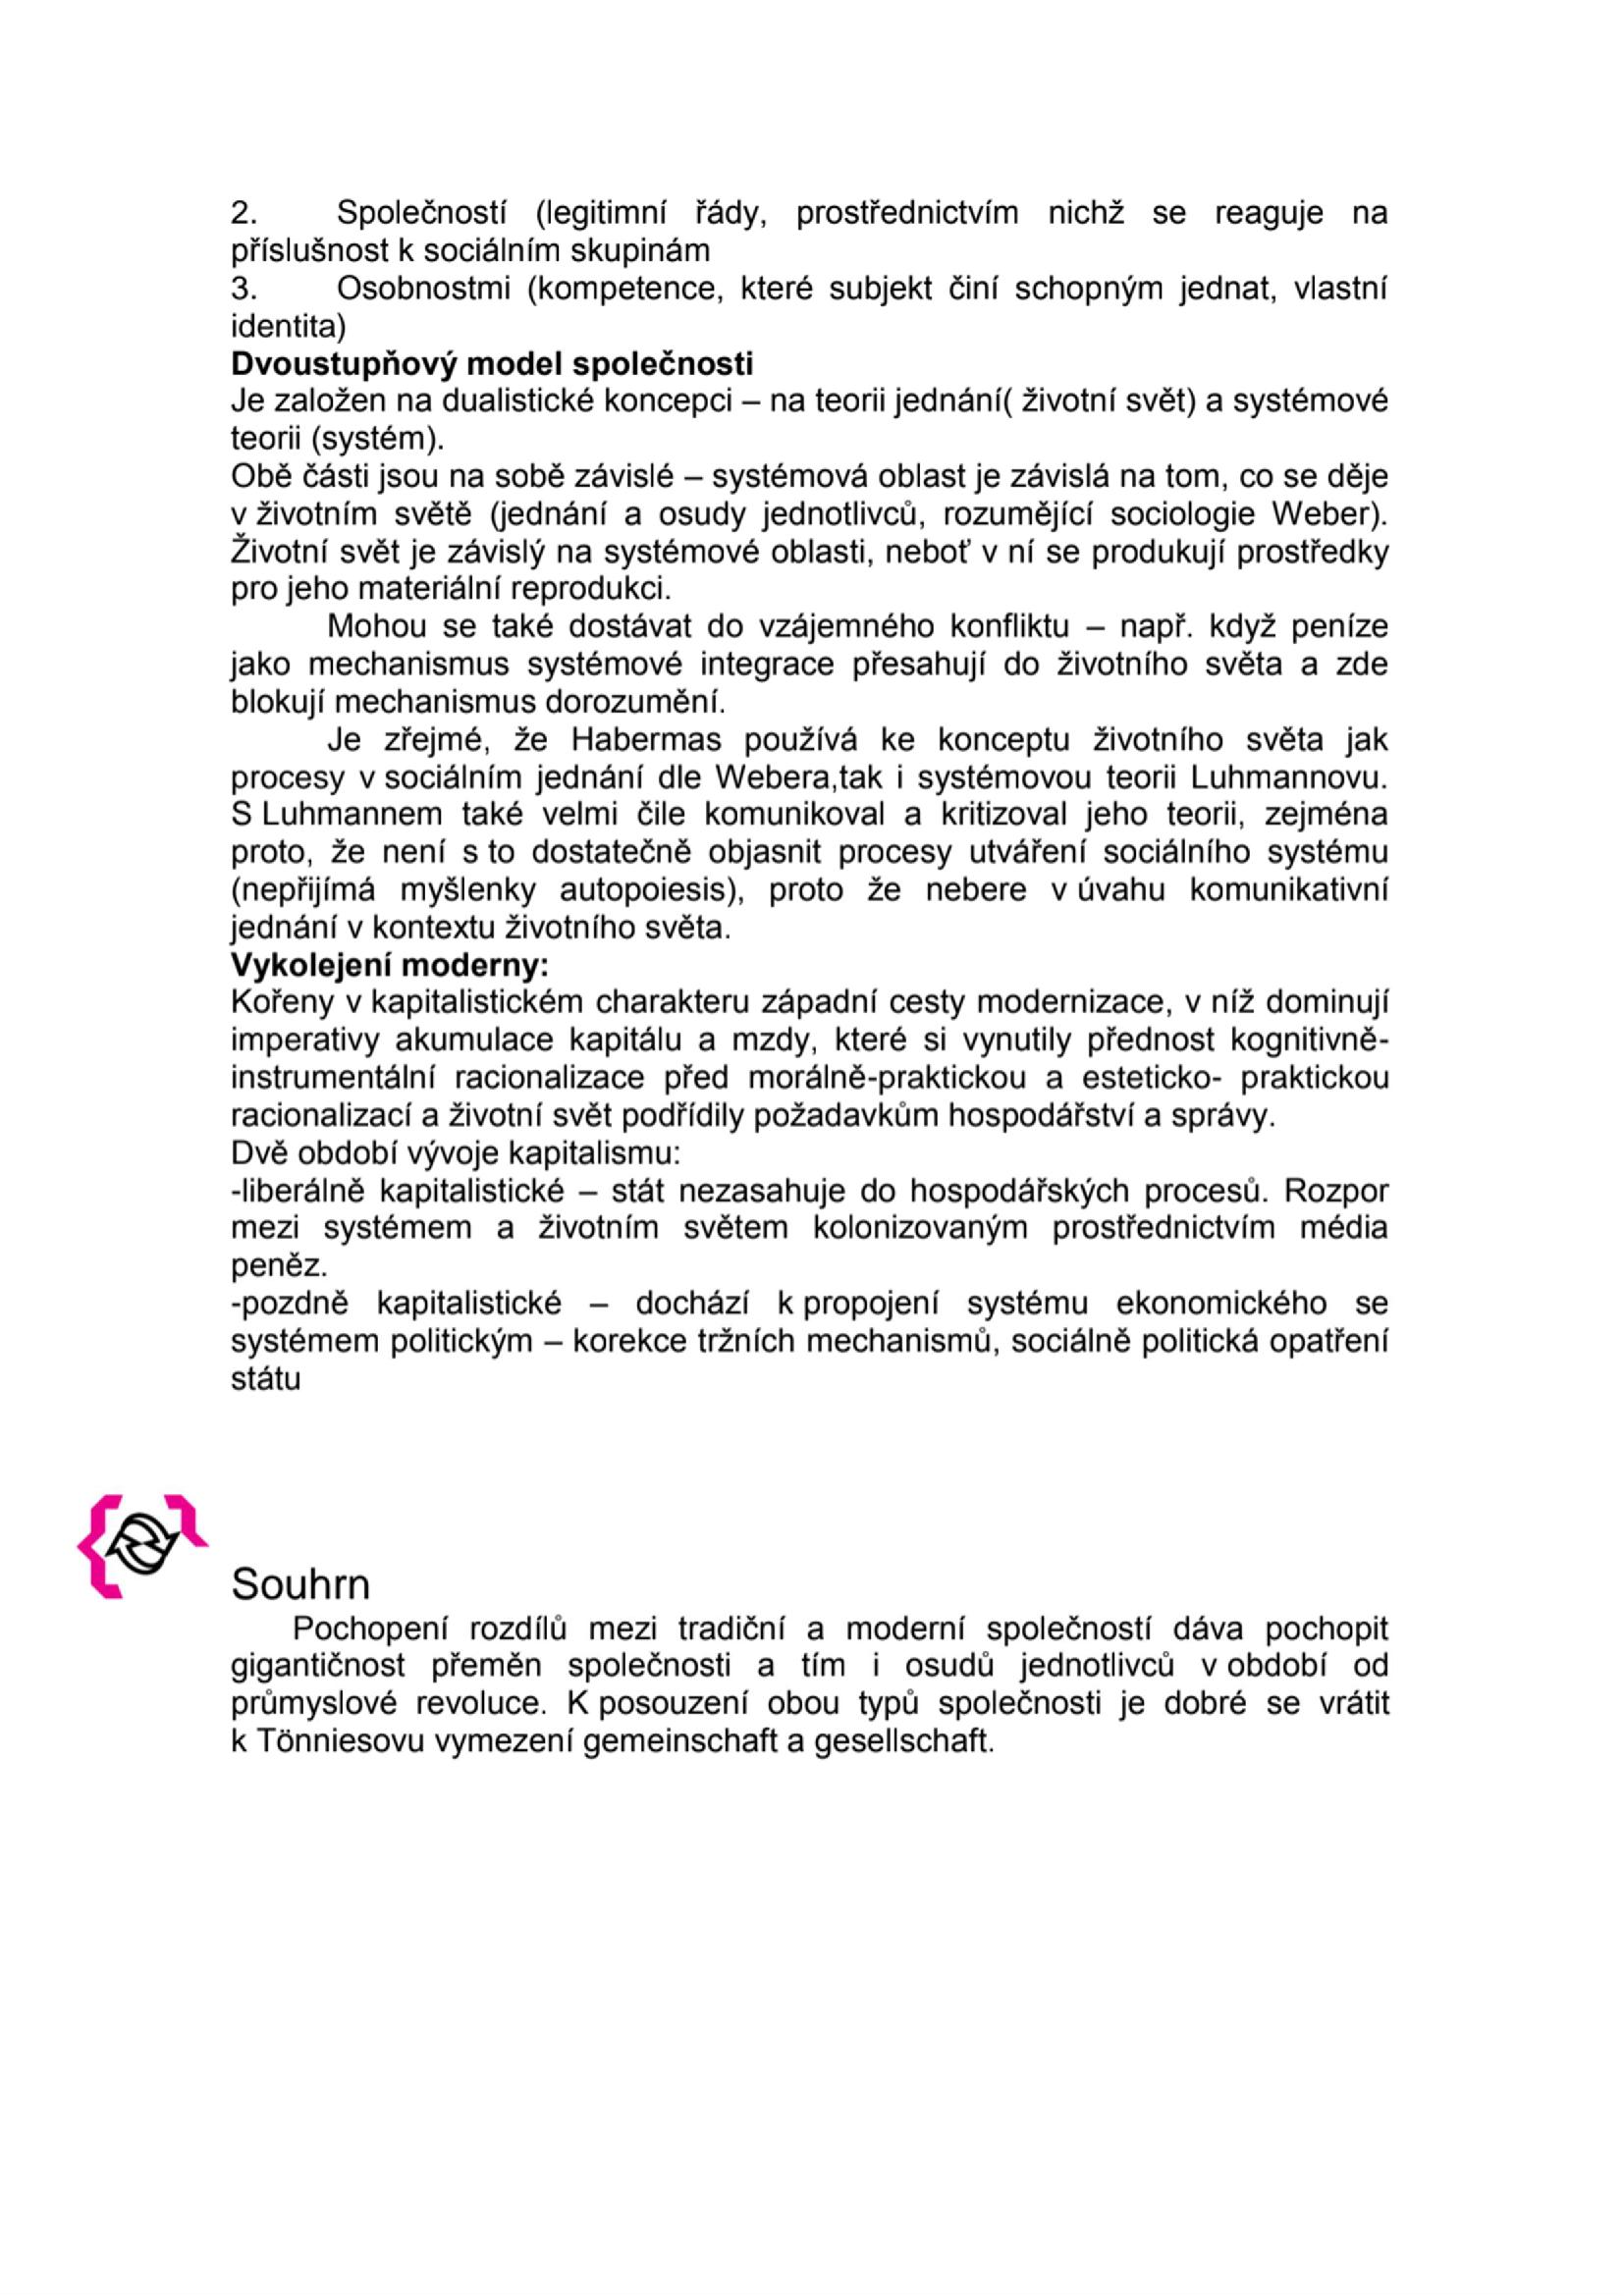 2. Společností (legitimní řády, prostřednictvím nichž se reaguje na
příslušnost k sociálním skupinám
3. Osobnostmi (kompetence, které subjekt činí schopným jednat, vlastní
identita)
Dvoustupňový model společnosti
Je založen na dualistické koncepci – na teorii jednání( životní svět) a systémové
teorii (systém).
Obě části jsou na sobě závislé – systémová oblast je závislá na tom, co se děje
v životním světě (jednání a osudy jednotlivců, rozumějící sociologie Weber).
Životní svět je závislý na systémové oblasti, neboť v ní se produkují prostředky
pro jeho materiální reprodukci.
Mohou se také dostávat do vzájemného konfliktu – např. když peníze
jako mechanismus systémové integrace přesahují do životního světa a zde
blokují mechanismus dorozumění.
Je zřejmé, že Habermas používá ke konceptu životního světa jak
procesy v sociálním jednání dle Webera,tak i systémovou teorii Luhmannovu.
S Luhmannem také velmi čile komunikoval a kritizoval jeho teorii, zejména
proto, že není s to dostatečně objasnit procesy utváření sociálního systému
(nepřijímá myšlenky autopoiesis), proto že nebere v úvahu komunikativní
jednání v kontextu životního světa.
Vykolejení moderny:
Kořeny v kapitalistickém charakteru západní cesty modernizace, v níž dominují
imperativy akumulace kapitálu a mzdy, které si vynutily přednost kognitivně-
instrumentální racionalizace před morálně-praktickou a esteticko- praktickou
racionalizací a životní svět podřídily požadavkům hospodářství a správy.
Dvě období vývoje kapitalismu:
-liberálně kapitalistické – stát nezasahuje do hospodářských procesů. Rozpor
mezi systémem a životním světem kolonizovaným prostřednictvím média
peněz.
-pozdně kapitalistické – dochází k propojení systému ekonomického se
systémem politickým – korekce tržních mechanismů, sociálně politická opatření
státu
Souhrn
Pochopení rozdílů mezi tradiční a moderní společností dáva pochopit
gigantičnost přeměn společnosti a tím i osudů jednotlivců v období od
průmyslové revoluce. K posouzení obou typů společnosti je dobré se vrátit
k Tönniesovu vymezení gemeinschaft a gesellschaft.